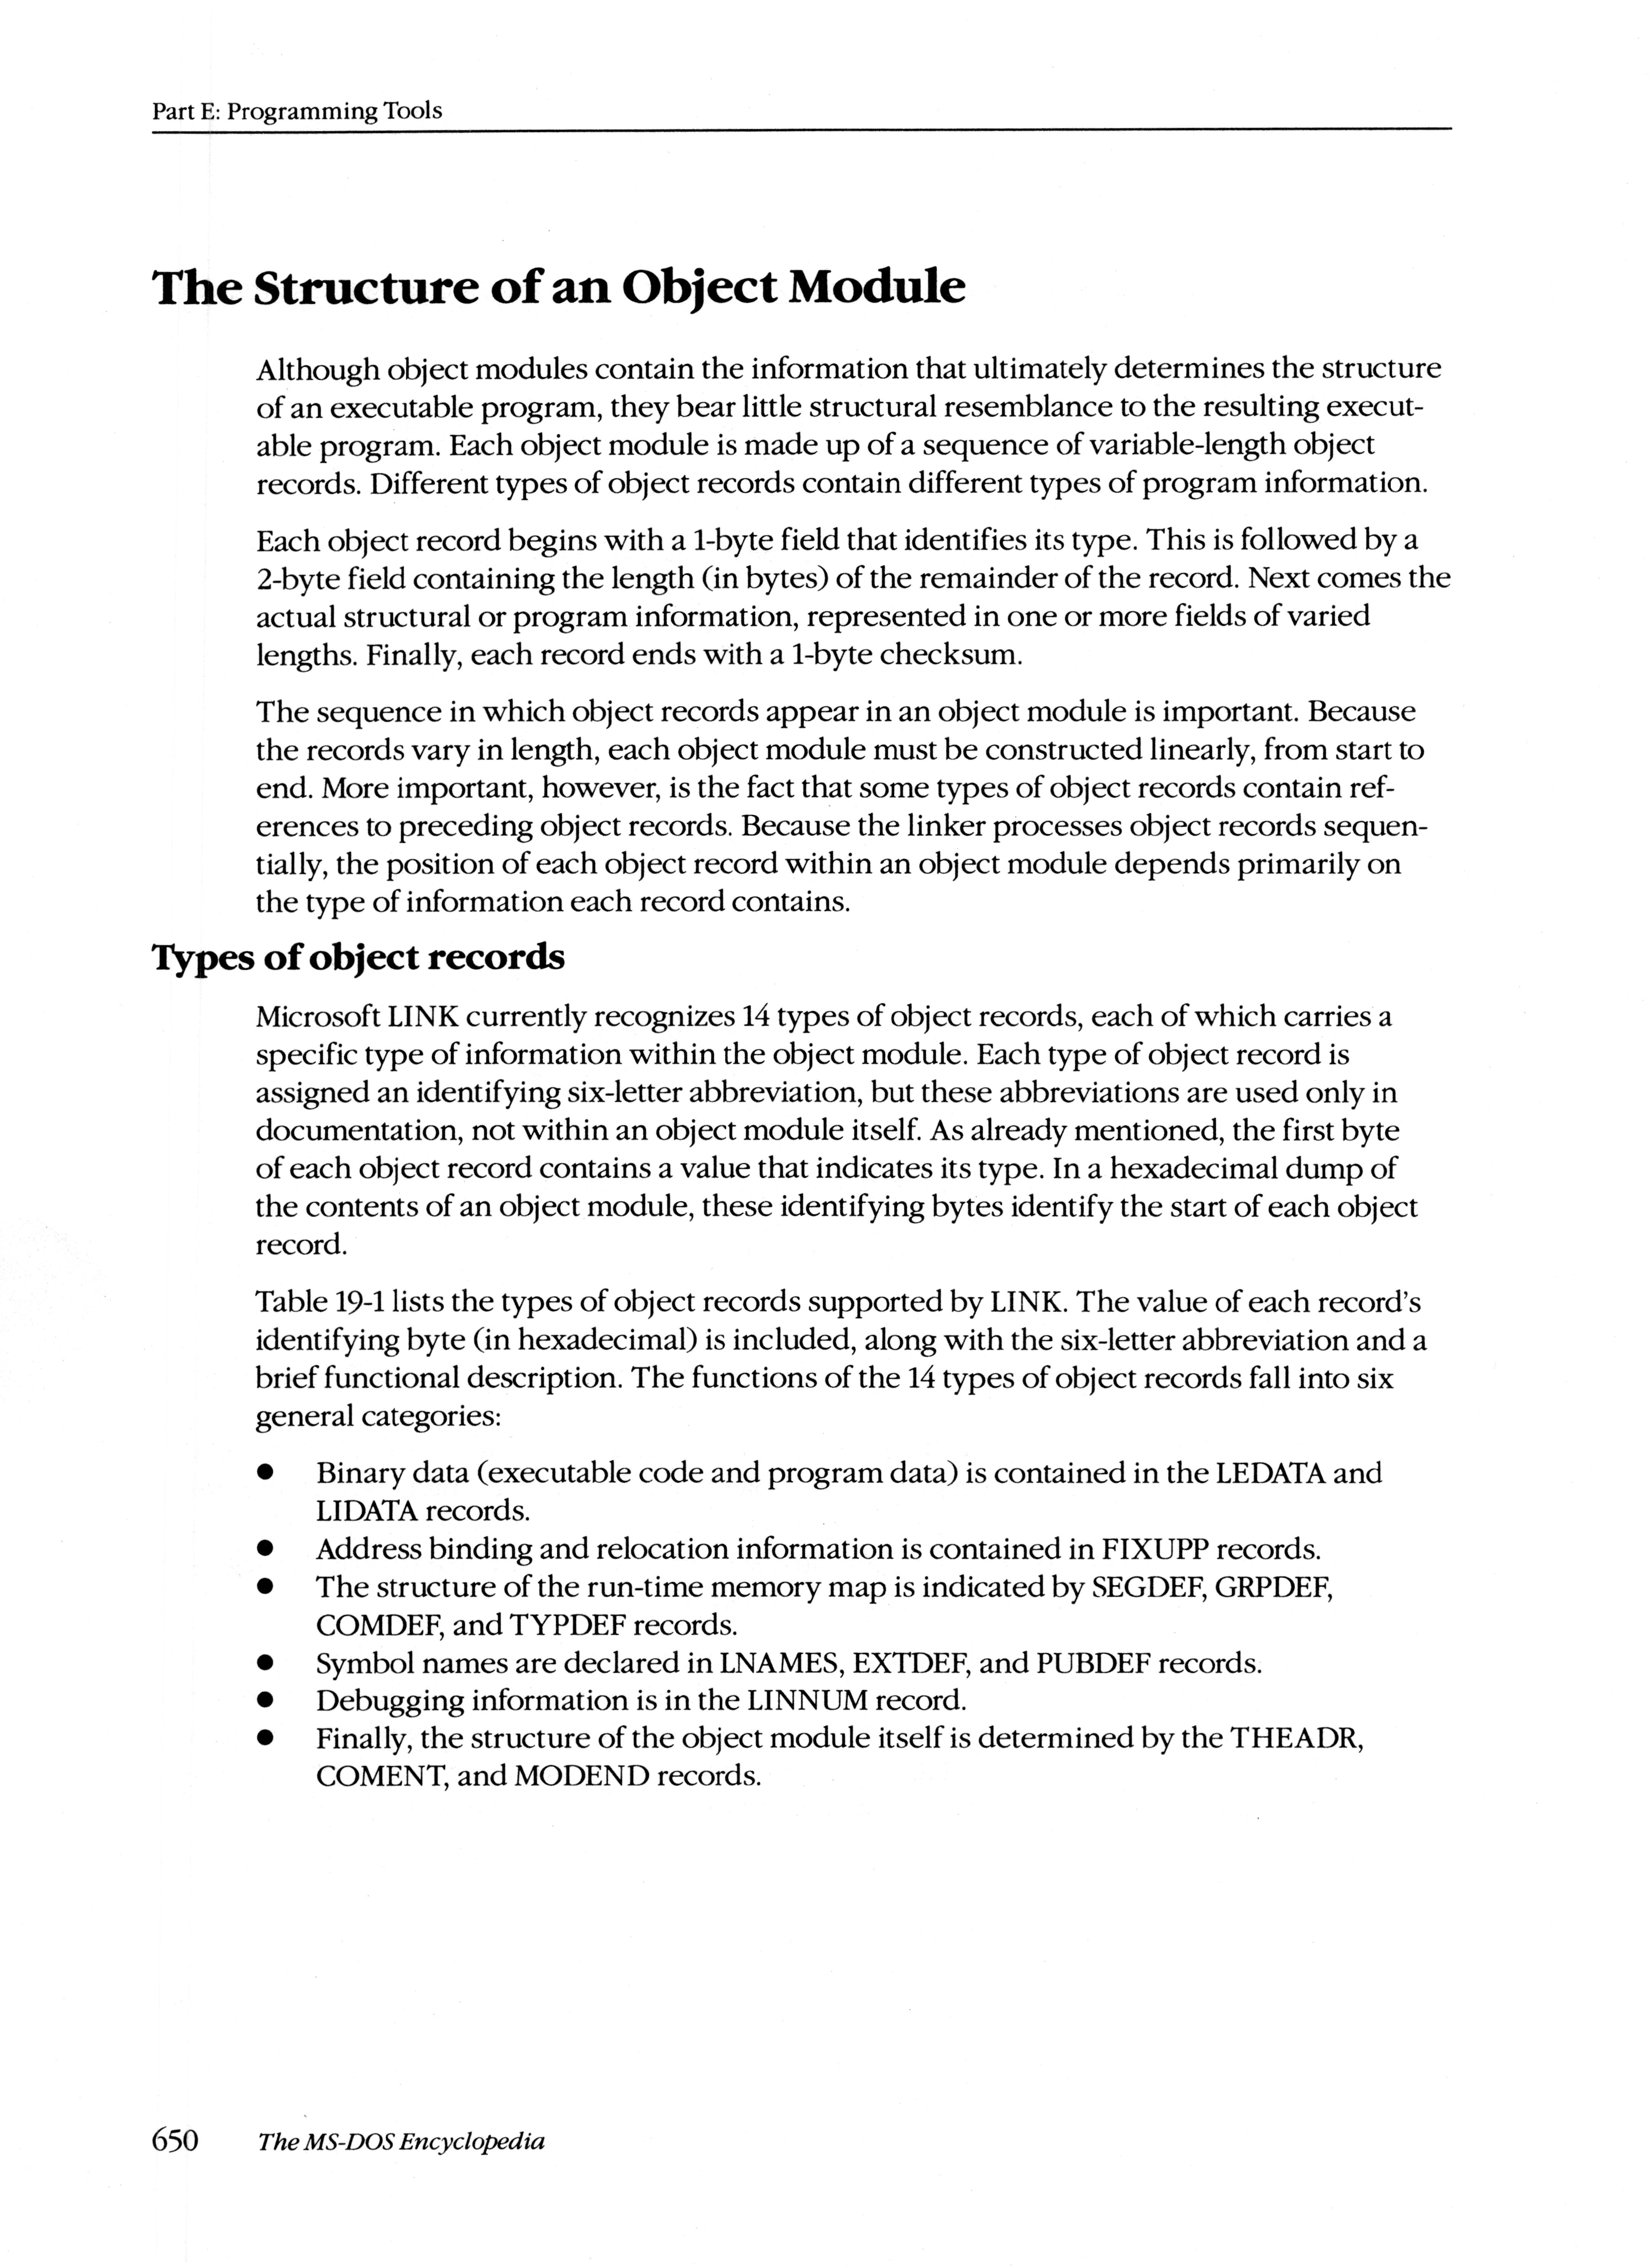 Part E: Programming Tools
The Structure of an Object Module
Although object modules contain the information that ultimately determines the structure
of an executable program, they bear little structural resemblance to the resulting execut-
able program. Each object module is made up of a sequence of variable-length object
records. Different types of object records contain different types of program information.
Each object record begins with a 1-byte field that identifies its type. This is followed by a
2-byte field containing the length (in bytes) of the remainder of the record. Next comes the
actual structural or program information, represented in one or more fields of varied
lengths. Finally, each record ends with a 1-byte checksum.
The sequence in which object records appear in an object module is important. Because
the records vary in length, each object module must be constructed linearly, from start to
end. More important, however, is the fact that some types of object records contain ref-
erences to preceding object records. Because the linker processes object records sequen-
tially, the position of each object record within an object module depends primarily on
the type of information each record contains.
Types of object records
Microsoft LINK currently recognizes 14 types of object records, each of which carries a
specific type of information within the object module. Each type of object record is
assigned an identifying six-letter abbreviation, but these abbreviations are used only in
documentation, not within an object module itself. As already mentioned, the first byte
of each object record contains a value that indicates its type. In a hexadecimal dump of
the contents of an object module, these identifying bytes identify the start of each object
record.
Table 19-1 lists the types of object records supported by LINK. The value of each record's
identifying byte (in hexadecimal) is included, along with the six-letter abbreviation and a
brief functional description. The functions of the 14 types of object records fall into six
general categories:
● Binary data (executable code and program data) is contained in the LEDATA and
LIDATA records.
● Address binding and relocation information is contained in FIXUPP records.
● The structure of the run-time memory map is indicated by SEGDEF, GRPDEF,
COMDEF, and TYPDEF records.
● Symbol names are declared in LNAMES, EXTDEF, and PUBDEF records.
● Debugging information is in the LINNUM record.
● Finally, the structure of the object module itself is determined by the THEADR,
COMENT, and MODEND records.
650 The MS-DOS Encyclopedia